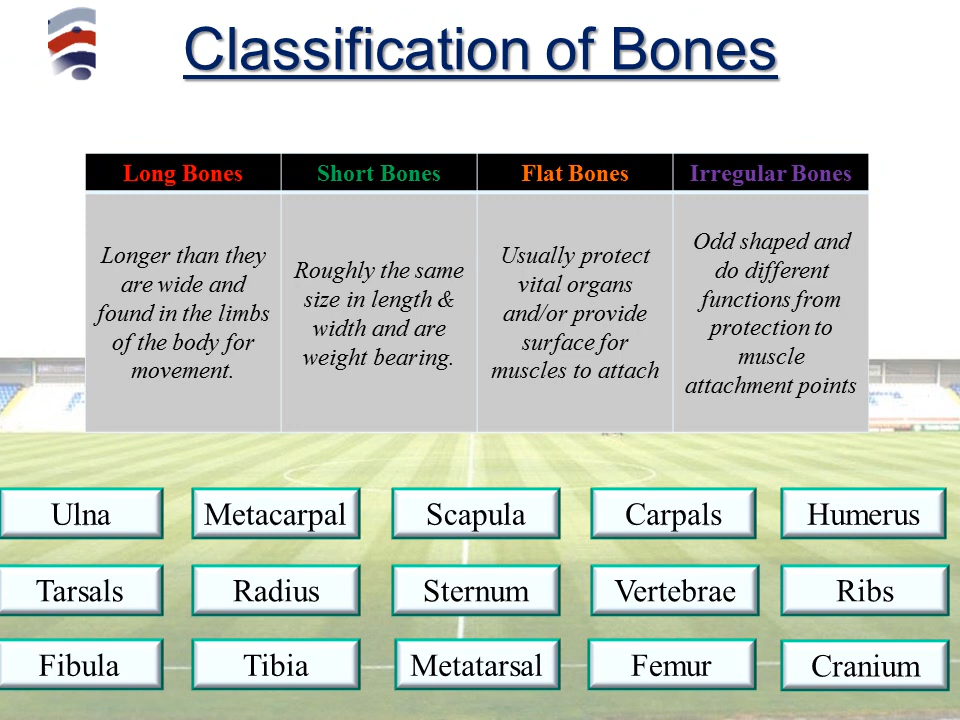 Classification of Bones
Long Bones
Short Bones
Flat Bones
Irregular Bones
Longer than they
are wide and
found in the limbs
of the body for
movement.
Roughly the same
size in length &
width and are
weight bearing.
Usually protect
vital organs
and/or provide
surface for
muscles to attach
Odd shaped and
do different
functions from
protection to
muscle
attachment points
Ulna
Metacarpal
Scapula
Carpals
Humerus
Tarsals
Radius
Sternum
Vertebrae
Ribs
Fibula
Tibia
Metatarsal
Femur
Cranium